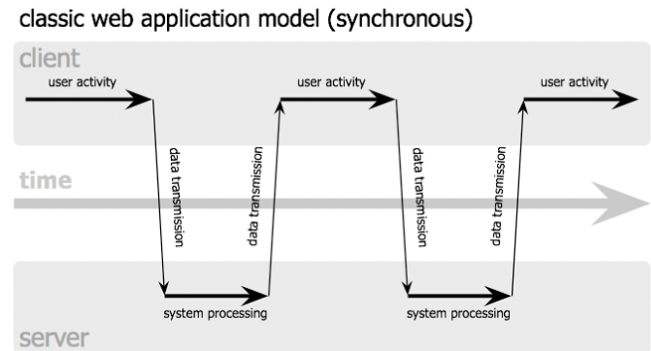 classic web application model (synchronous)
client
user activity
user activity
user activity
data transmission
data transmission
data transmission
data transmission
time
system processing
system processing
server